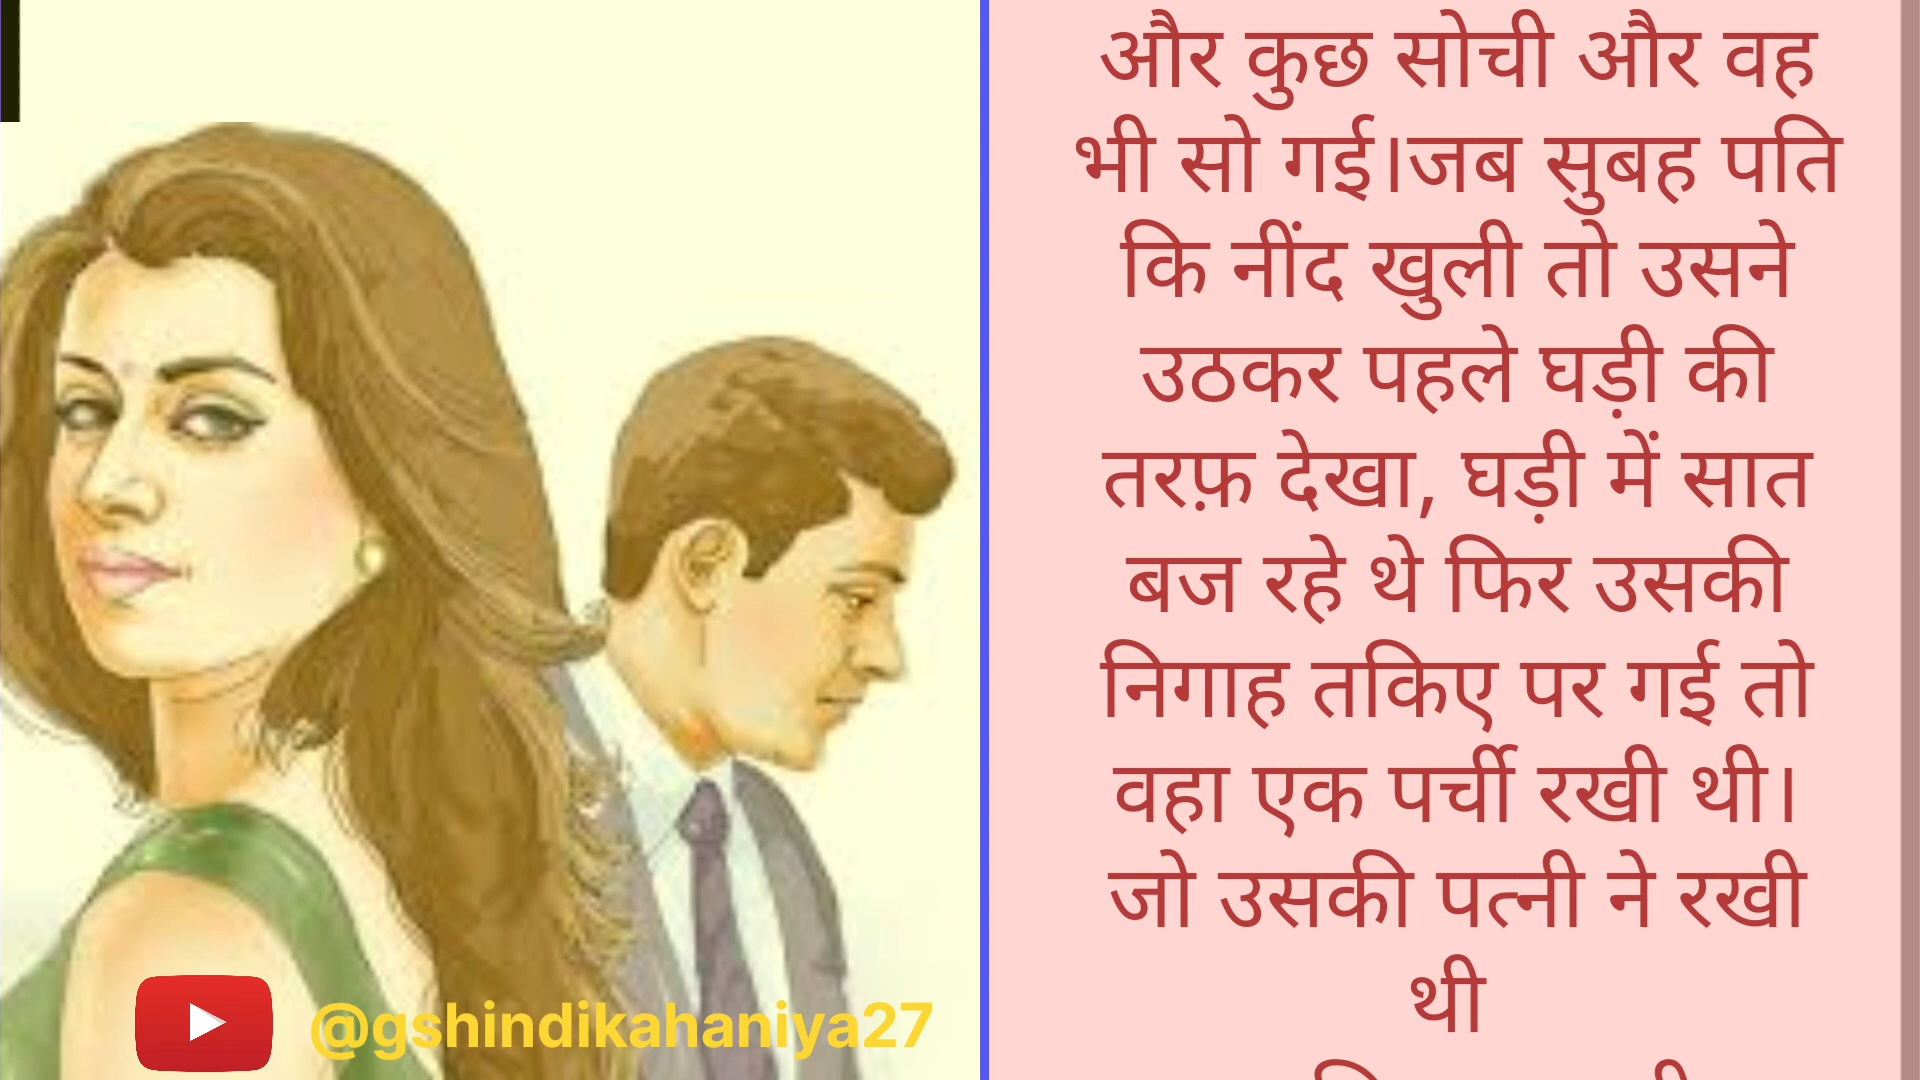 और कुछ सोची और वह
भी सो गई।जब सुबह पति
कि नींद खुली तो उसने
उठकर पहले घड़ी की
तरफ़ देखा, घड़ी में सात
बज रहे थे फिर उसकी
निगाह तकिए पर गई तो
वहा एक पर्ची रखी थी।
जो उसकी पत्नी ने रखी
थी
@gshindikahaniya27